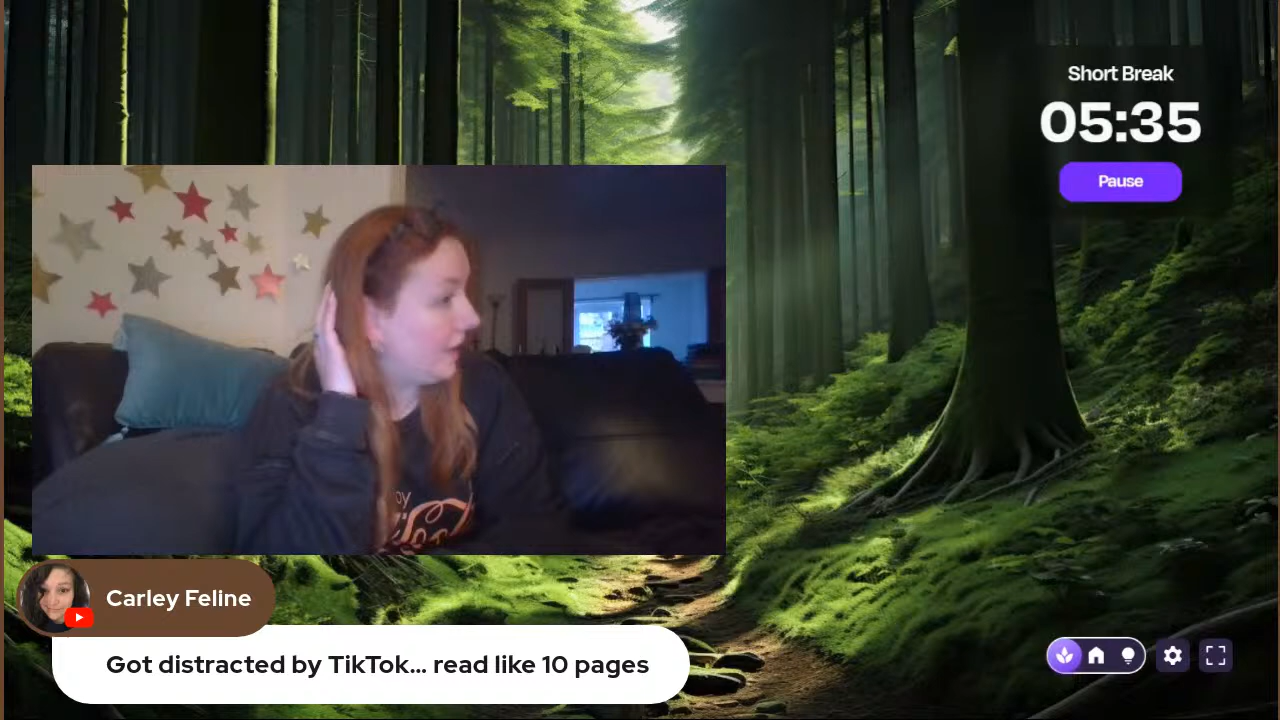 Short Break
05:35
Pause
Carley Feline
Got distracted by TikTok... read like 10 pages